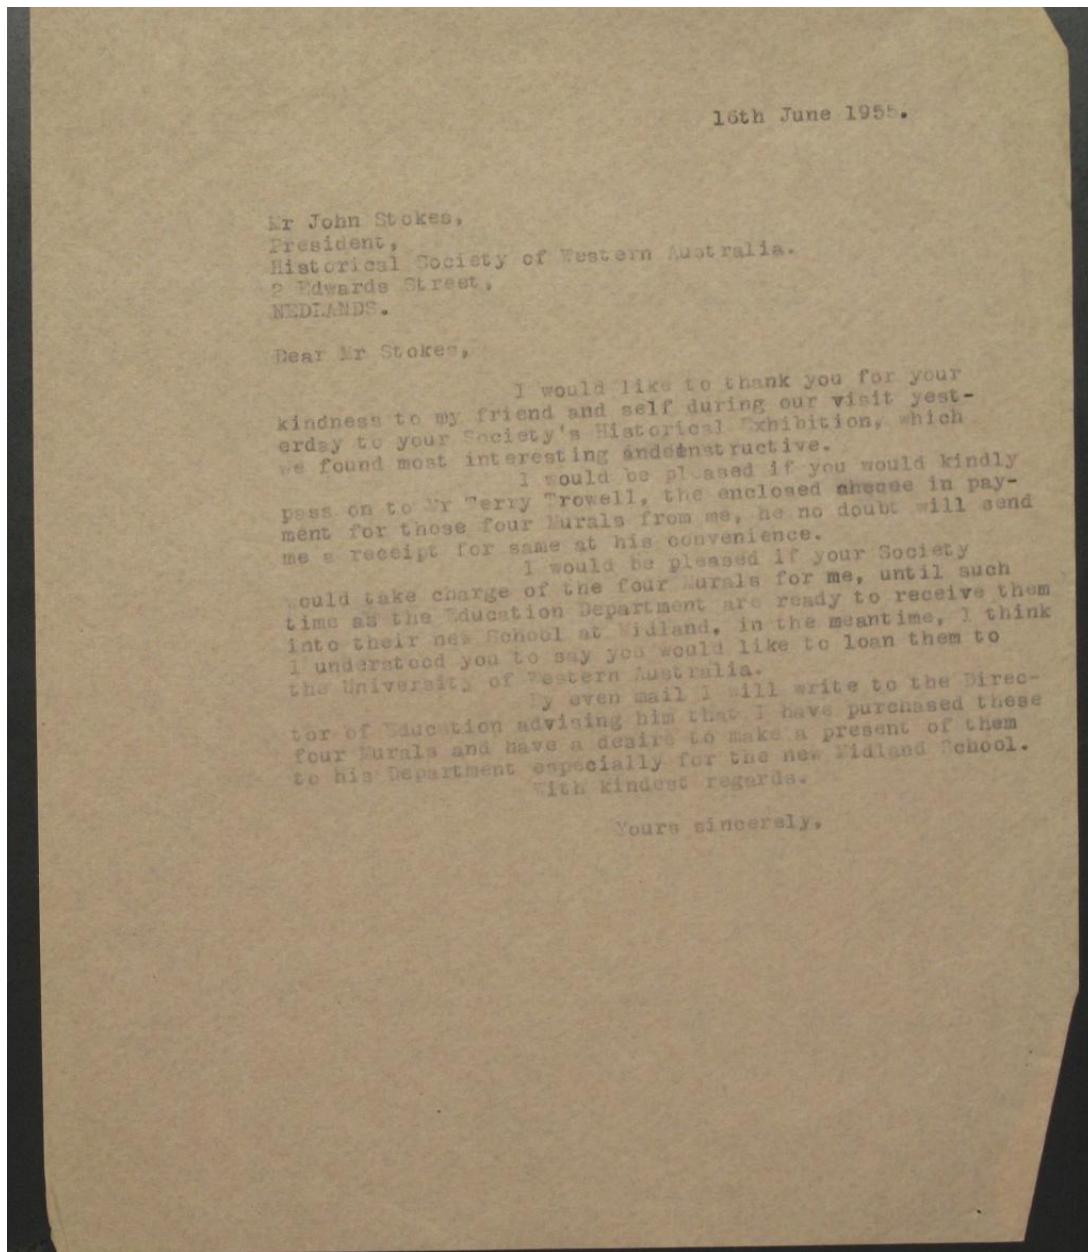 16th June 1955.
Mr John Stokes,
President,
Historical Society of Western Australia.
2 Edwards Street,
NEDLANDS.
Dear Mr Stokes,
I would like to thank you for your
kindness to my friend and self during our visit yest-
erday to your Society's Historical Exhibition, which
we found most interesting and instructive.
I would be pleased if you would kindly
pass on to Mr Terry Trowell, the enclosed cheque in pay-
ment for those four Murals from me, he no doubt will send
me a receipt for same at his convenience.
I would be pleased if your Society
would take charge of the four Murals for me, until such
time as the Education Department are ready to receive them
into their new School at Midland, in the meantime, I think
I understood you to say you would like to loan them to
the University of Western Australia.
By even mail I will write to the Direc-
tor of Education advising him that I have purchased these
four Murals and have a desire to make a present of them
to his Department especially for the new Midland School.
With kindest regards.
Yours sincerely,